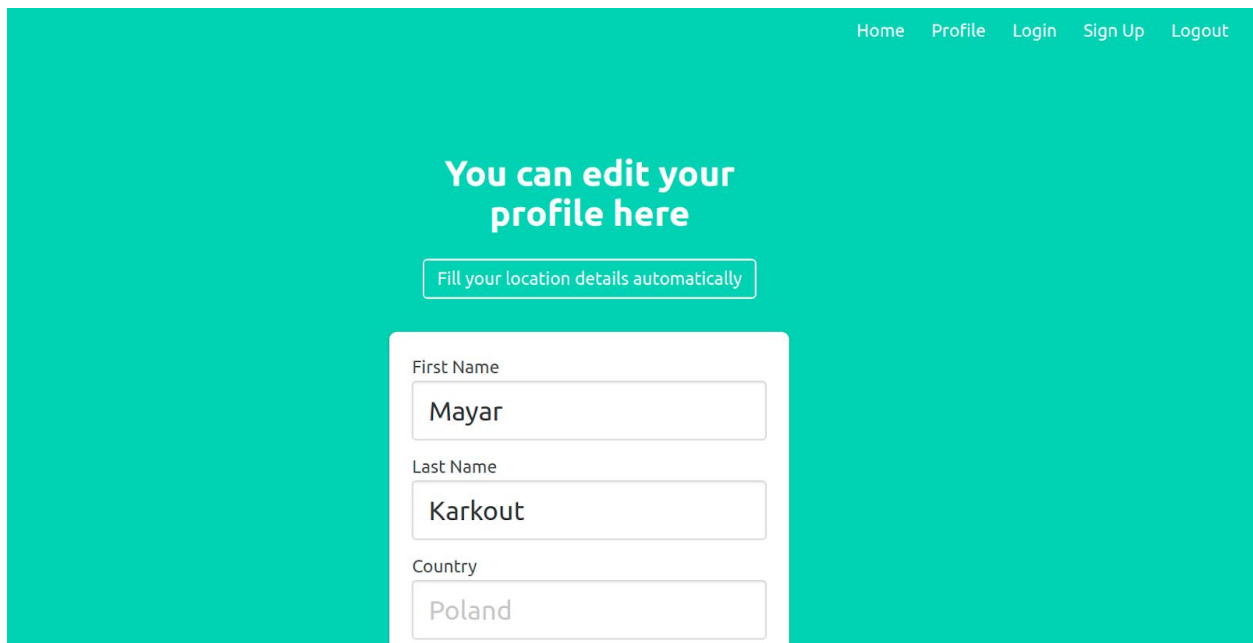 Home Profile Login Sign Up Logout
You can edit your
profile here
Fill your location details automatically
First Name
Mayar
Last Name
Karkout
Country
Poland